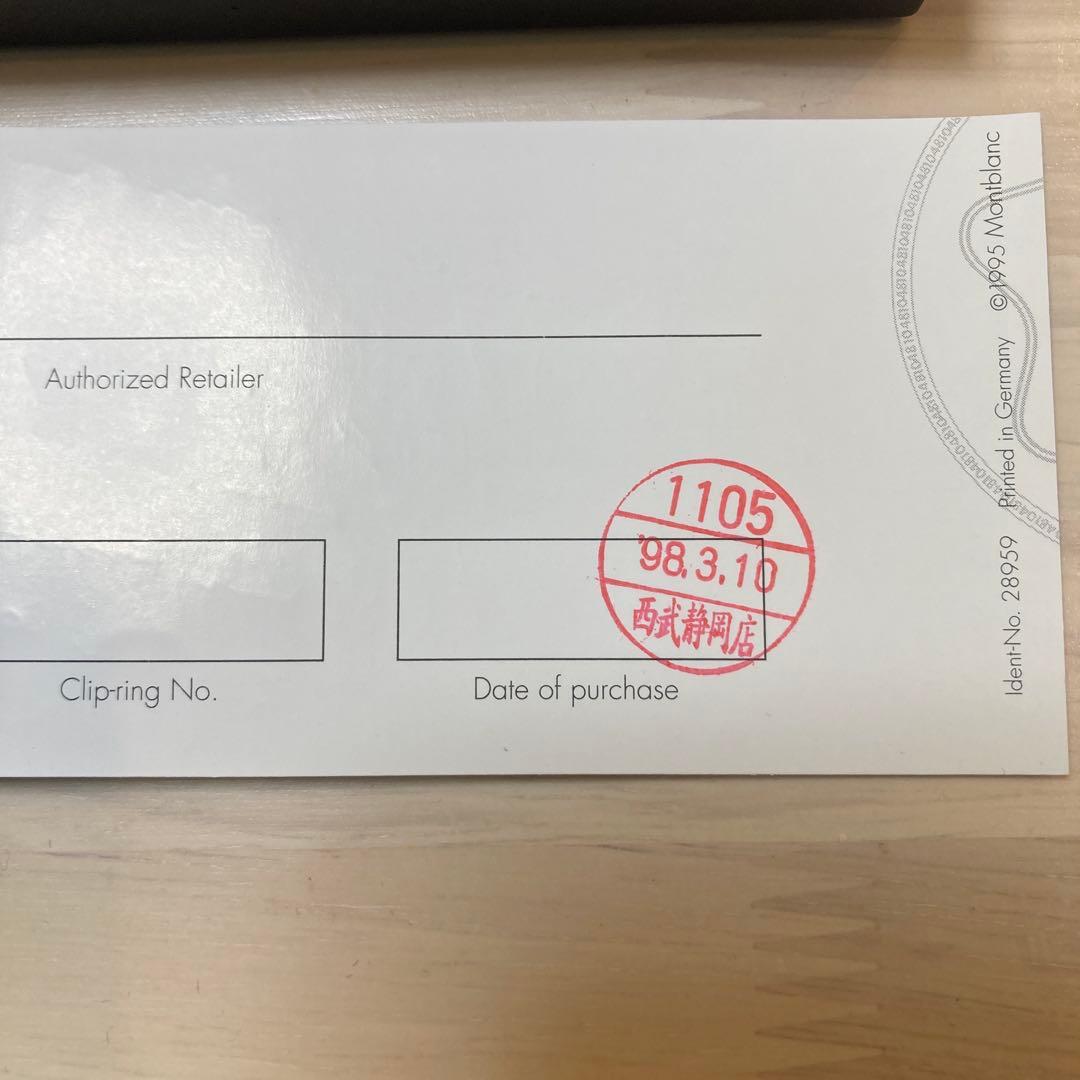 Authorized Retailer
1105
'98.3.10
西武静岡店
Clip-ring No.
Date of purchase
Ident-No. 28959 Printed in Germany ©1995 Montblanc